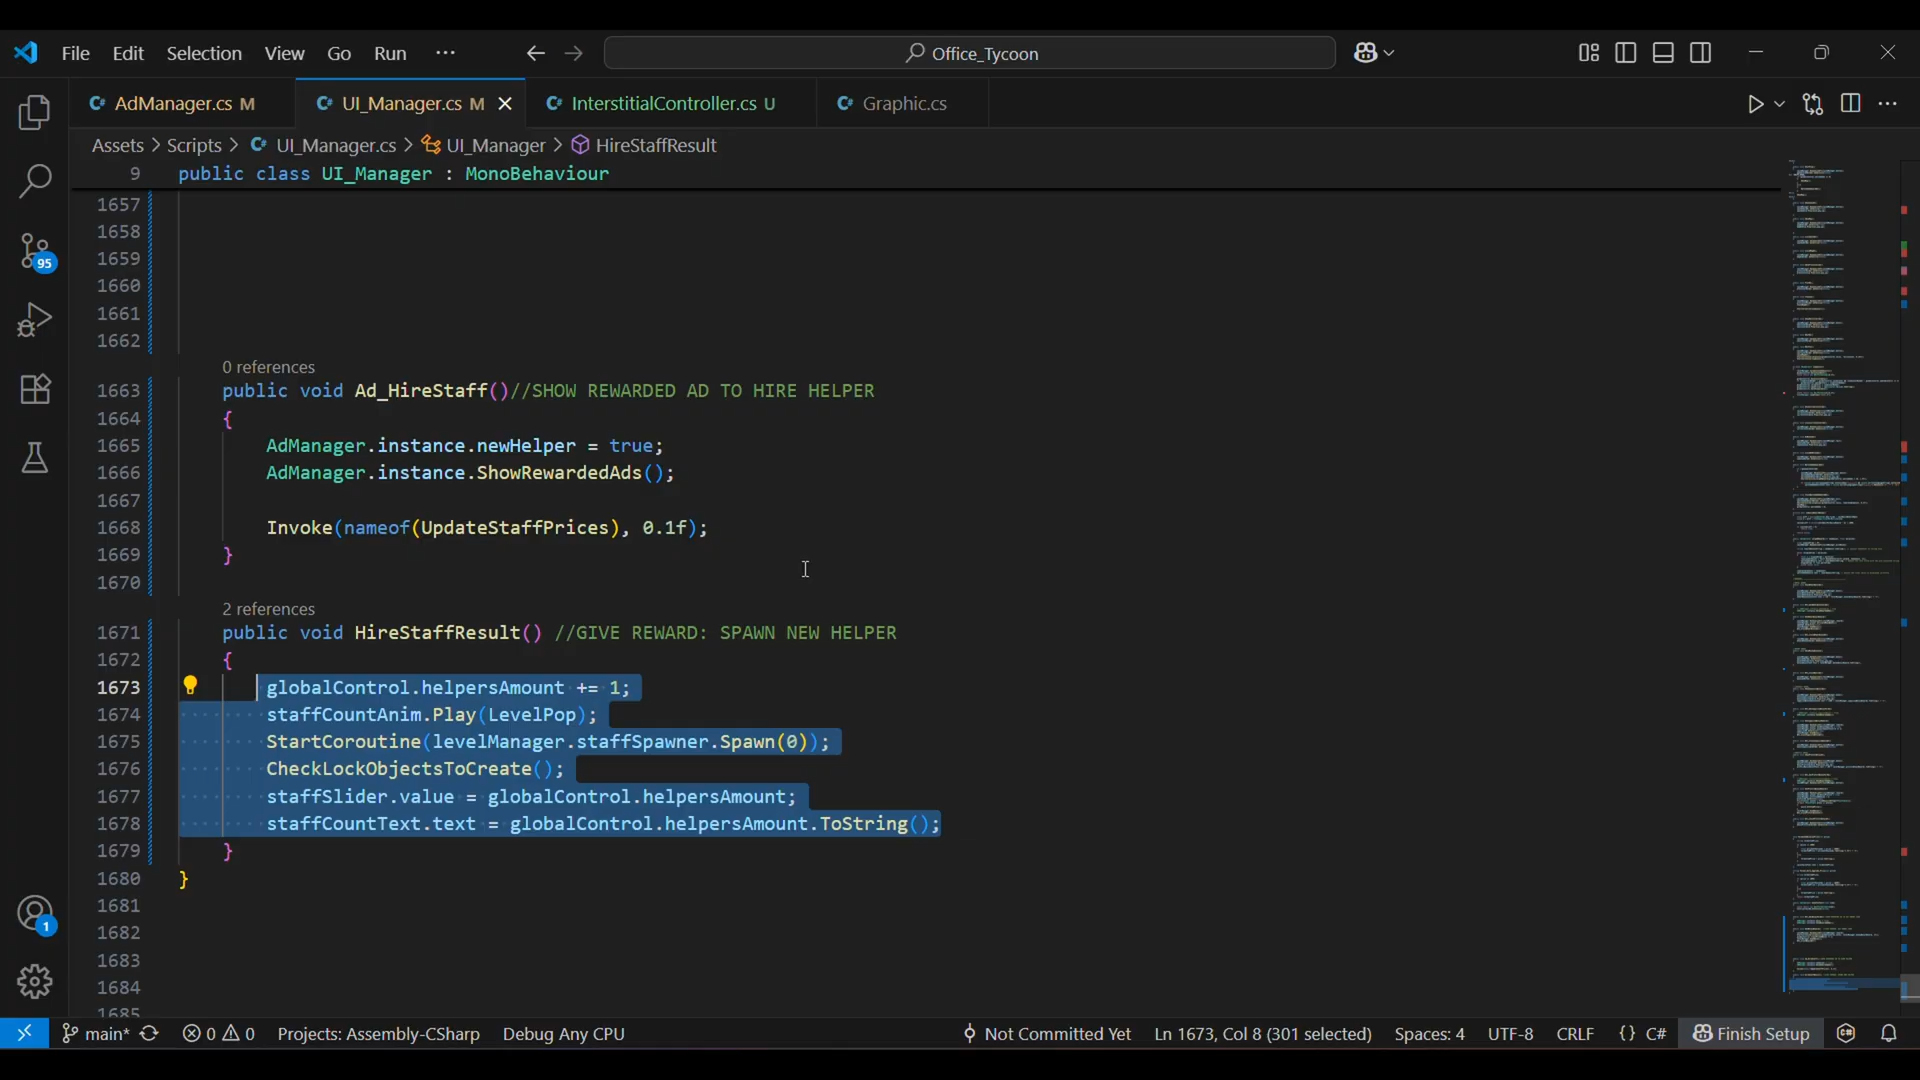 File Edit Selection View Go Run ··· Office_Tycoon
AdManager.cs M UI_Manager.cs M InterstitialController.cs U Graphic.cs
Assets > Scripts > UI_Manager.cs > UI_Manager > HireStaffResult
9 public class UI_Manager : MonoBehaviour
1657
1658
1659
1660
1661
1662
0 references
1663 public void Ad_HireStaff()//SHOW REWARDED AD TO HIRE HELPER
1664 {
1665 AdManager.instance.newHelper = true;
1666 AdManager.instance.ShowRewardedAds();
1667
1668 Invoke(nameof(UpdateStaffPrices), 0.1f);
1669 }
1670
2 references
1671 public void HireStaffResult() //GIVE REWARD: SPAWN NEW HELPER
1672 {
1673 globalControl.helpersAmount += 1;
1674 staffCountAnim.Play(LevelPop);
1675 StartCoroutine(levelManager.staffSpawner.Spawn(0));
1676 CheckLockObjectsToCreate();
1677 staffSlider.value = globalControl.helpersAmount;
1678 staffCountText.text = globalControl.helpersAmount.ToString();
1679 }
1680 }
1681
1682
1683
1684
1685
95
1
main* 0 0 Projects: Assembly-CSharp Debug Any CPU Not Committed Yet Ln 1673, Col 8 (301 selected) Spaces: 4 UTF-8 CRLF {} C# Finish Setup